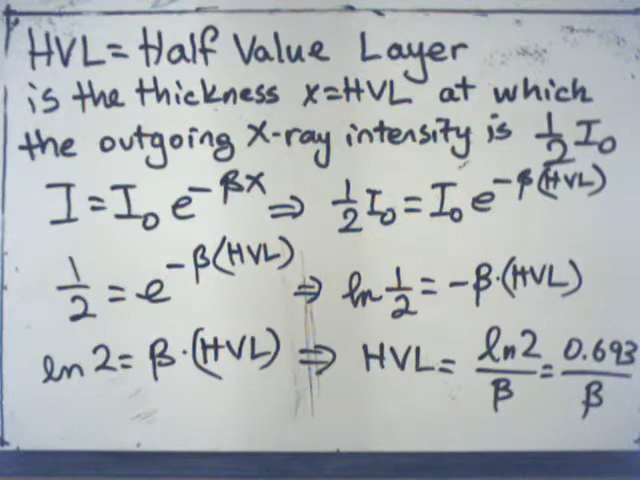 HVL = Half Value Layer
is the thickness x=HVL at which
the outgoing X-ray intensity is 1/2 I₀
I = I₀ e^(-βx) ⇒ 1/2 I₀ = I₀ e^(-β(HVL))
1/2 = e^(-β(HVL)) ⇒ ln 1/2 = -β·(HVL)
ln 2 = β·(HVL) ⇒ HVL = ln2/β = 0.693/β